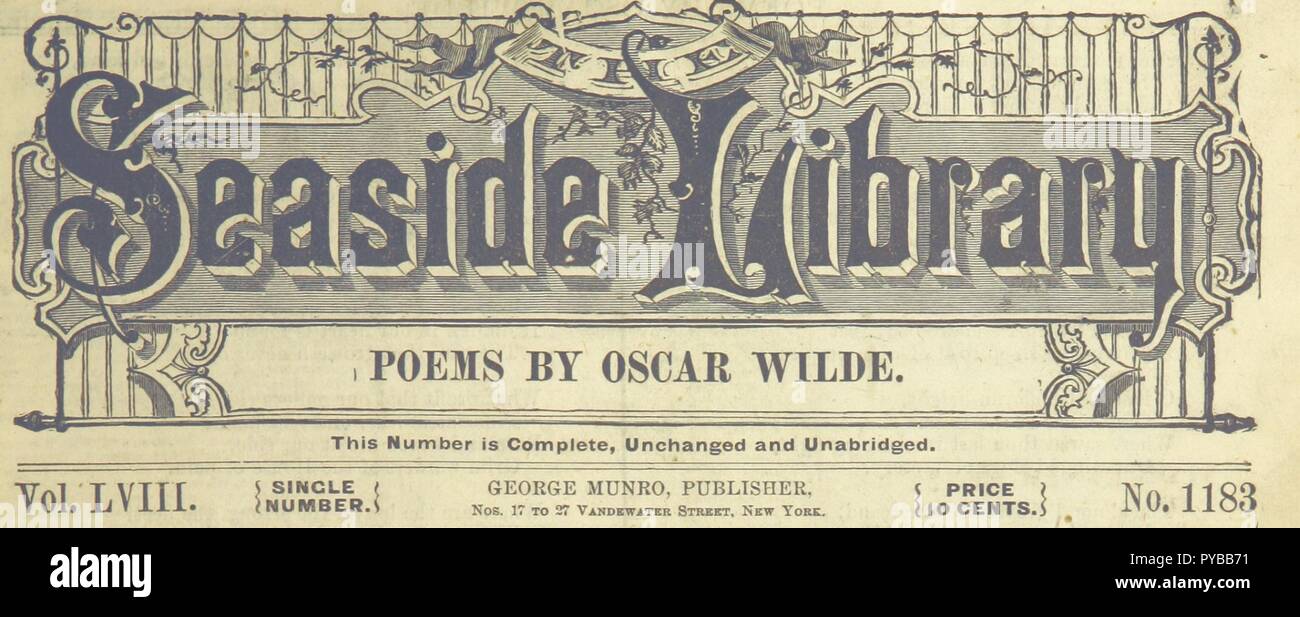 THE
Seaside Library
POEMS BY OSCAR WILDE.
This Number is Complete, Unchanged and Unabridged.
Vol. LVIII. {SINGLE NUMBER.} GEORGE MUNRO, PUBLISHER, Nos. 17 to 27 Vandewater Street, New York. {PRICE 10 CENTS.} No. 1183
alamy
Image ID: PYBB71
www.alamy.com